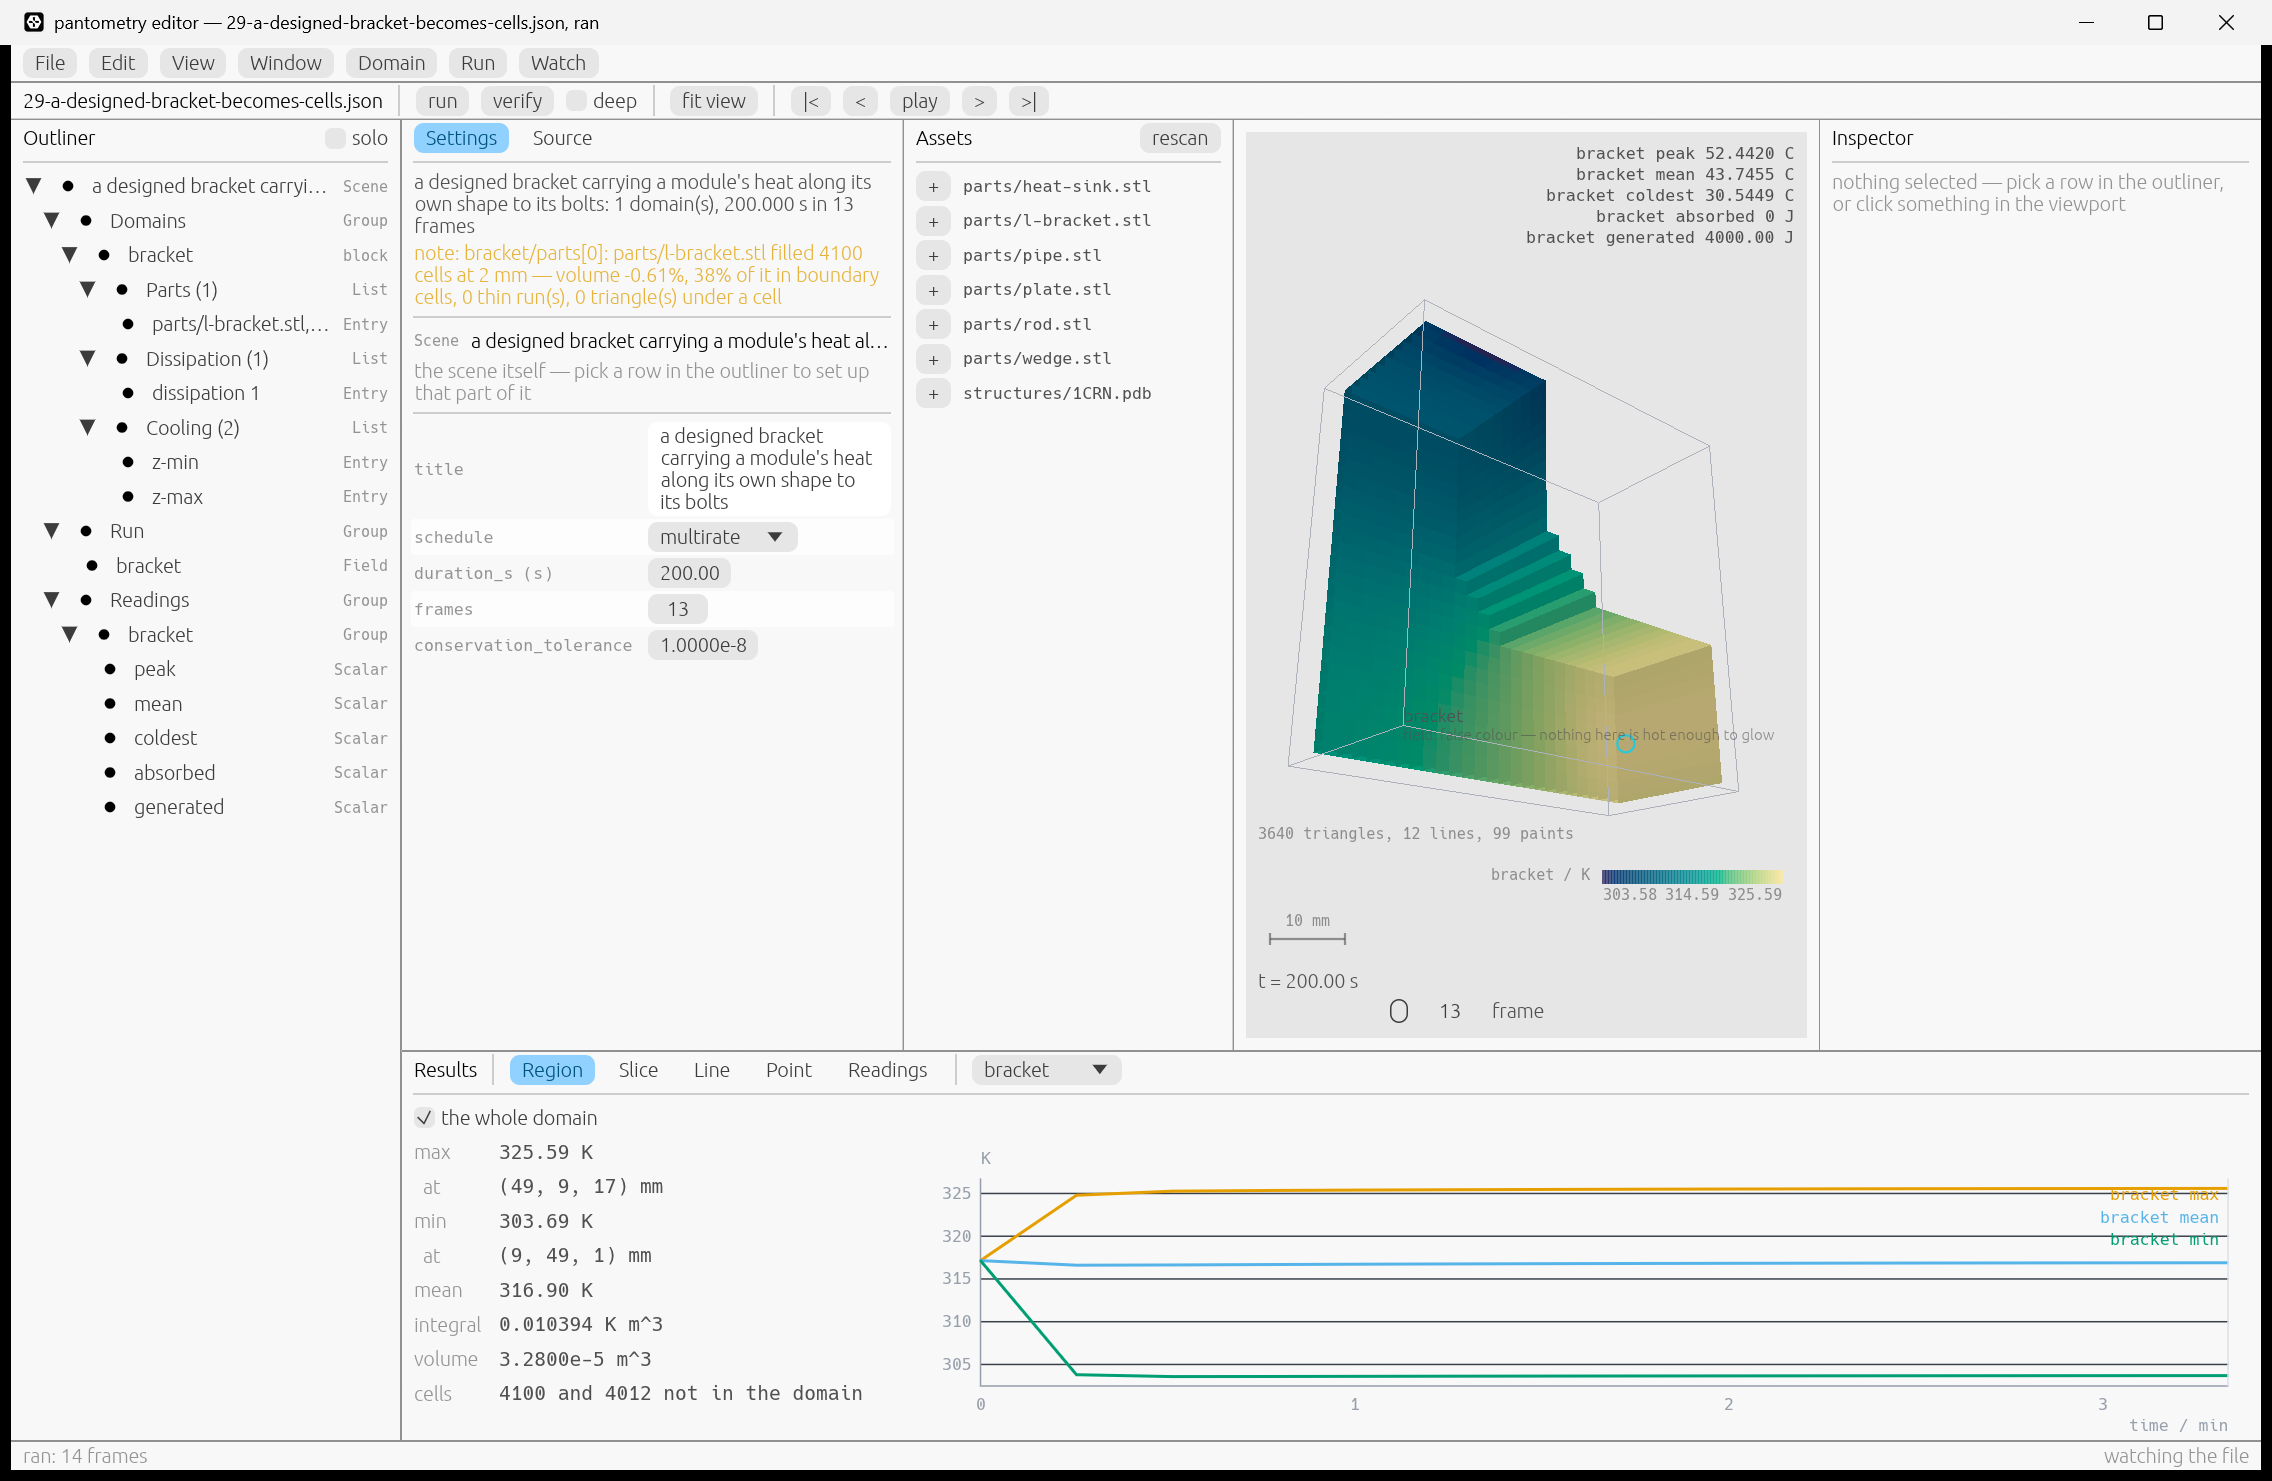 pantometry editor — 29-a-designed-bracket-becomes-cells.json, ran
File Edit View Window Domain Run Watch
29-a-designed-bracket-becomes-cells.json run verify deep fit view |< < play > >|
Outliner solo
a designed bracket carryi... Scene
Domains Group
bracket block
Parts (1) List
parts/l-bracket.stl,... Entry
Dissipation (1) List
dissipation 1 Entry
Cooling (2) List
z-min Entry
z-max Entry
Run Group
bracket Field
Readings Group
bracket Group
peak Scalar
mean Scalar
coldest Scalar
absorbed Scalar
generated Scalar
Settings Source
a designed bracket carrying a module's heat along its
own shape to its bolts: 1 domain(s), 200.000 s in 13
frames
note: bracket/parts[0]: parts/l-bracket.stl filled 4100
cells at 2 mm — volume -0.61%, 38% of it in boundary
cells, 0 thin run(s), 0 triangle(s) under a cell
Scene a designed bracket carrying a module's heat al...
the scene itself — pick a row in the outliner to set up
that part of it
title
a designed bracket
carrying a module's heat
along its own shape to
its bolts
schedule multirate
duration_s (s) 200.00
frames 13
conservation_tolerance 1.0000e-8
Assets rescan
+ parts/heat-sink.stl
+ parts/l-bracket.stl
+ parts/pipe.stl
+ parts/plate.stl
+ parts/rod.stl
+ parts/wedge.stl
+ structures/1CRN.pdb
bracket peak 52.4420 C
bracket mean 43.7455 C
bracket coldest 30.5449 C
bracket absorbed 0 J
bracket generated 4000.00 J
bracket
colour — nothing here is hot enough to glow
3640 triangles, 12 lines, 99 paints
bracket / K
303.58 314.59 325.59
10 mm
t = 200.00 s
13 frame
Inspector
nothing selected — pick a row in the outliner,
or click something in the viewport
Results Region Slice Line Point Readings bracket
the whole domain
max 325.59 K
at (49, 9, 17) mm
min 303.69 K
at (9, 49, 1) mm
mean 316.90 K
integral 0.010394 K m^3
volume 3.2800e-5 m^3
cells 4100 and 4012 not in the domain
K
325
320
315
310
305
bracket max
bracket mean
bracket min
0 1 2 3
time / min
ran: 14 frames watching the file